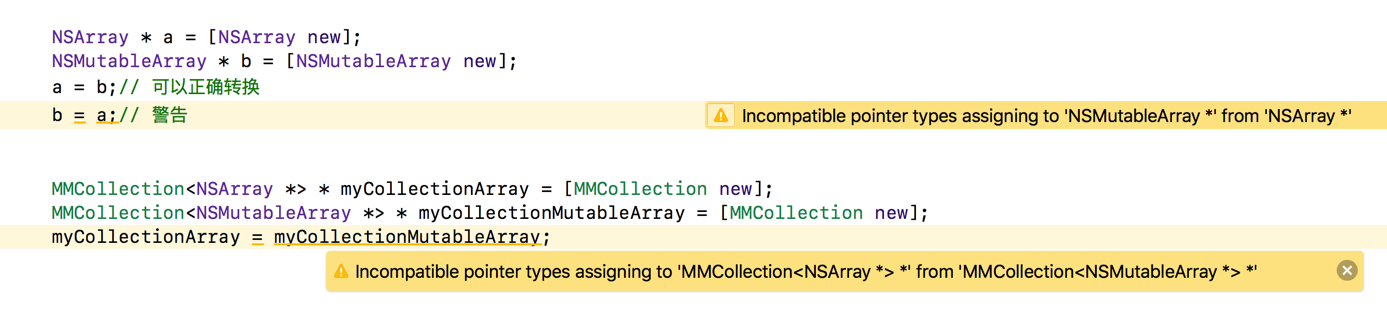 NSArray * a = [NSArray new];
NSMutableArray * b = [NSMutableArray new];
a = b;// 可以正确转换
b = a;// 警告
Incompatible pointer types assigning to 'NSMutableArray *' from 'NSArray *'
MMCollection<NSArray *> * myCollectionArray = [MMCollection new];
MMCollection<NSMutableArray *> * myCollectionMutableArray = [MMCollection new];
myCollectionArray = myCollectionMutableArray;
Incompatible pointer types assigning to 'MMCollection<NSArray *> *' from 'MMCollection<NSMutableArray *> *'